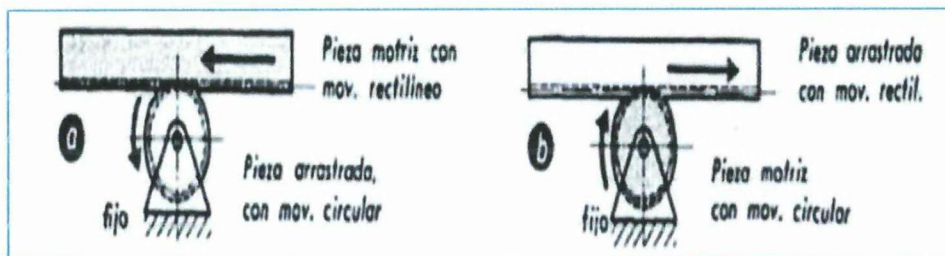 Pieza motriz con
mov. rectilíneo
a
Pieza arrastrada,
con mov. circular
fijo
Pieza arrastrada
con mov. rectil.
b
Pieza motriz
con mov. circular
fijo